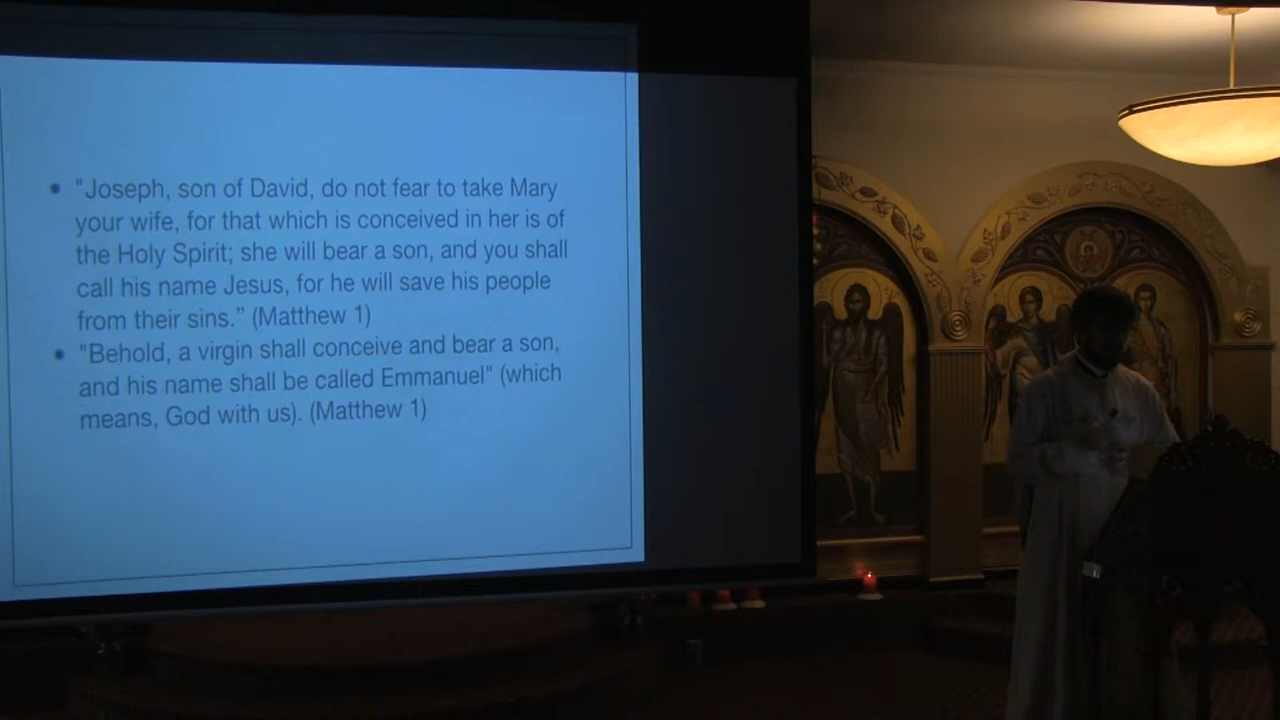 • "Joseph, son of David, do not fear to take Mary
your wife, for that which is conceived in her is of
the Holy Spirit; she will bear a son, and you shall
call his name Jesus, for he will save his people
from their sins.” (Matthew 1)
• "Behold, a virgin shall conceive and bear a son,
and his name shall be called Emmanuel" (which
means, God with us). (Matthew 1)